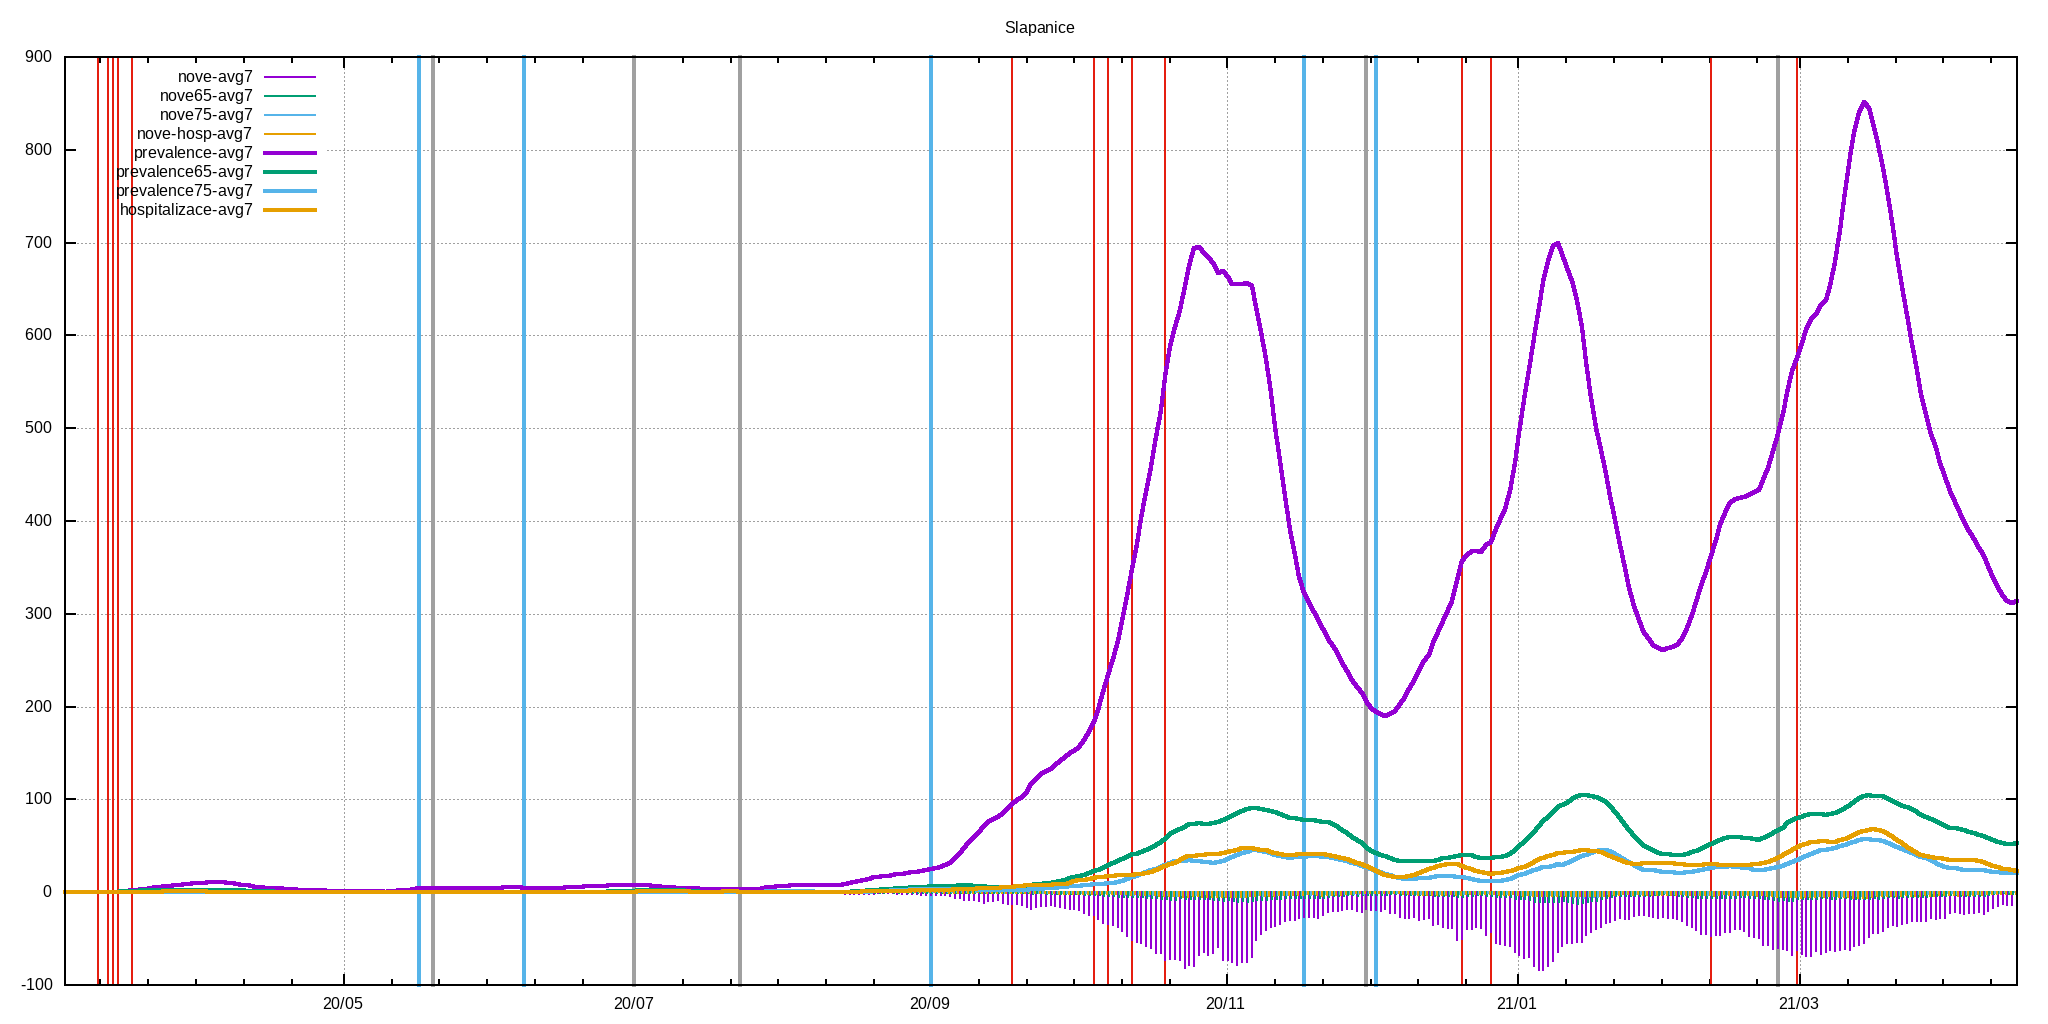 Slapanice
900
800
700
600
500
400
300
200
100
0
-100
nove-avg7
nove65-avg7
nove75-avg7
nove-hosp-avg7
prevalence-avg7
prevalence65-avg7
prevalence75-avg7
hospitalizace-avg7
20/05
20/07
20/09
20/11
21/01
21/03